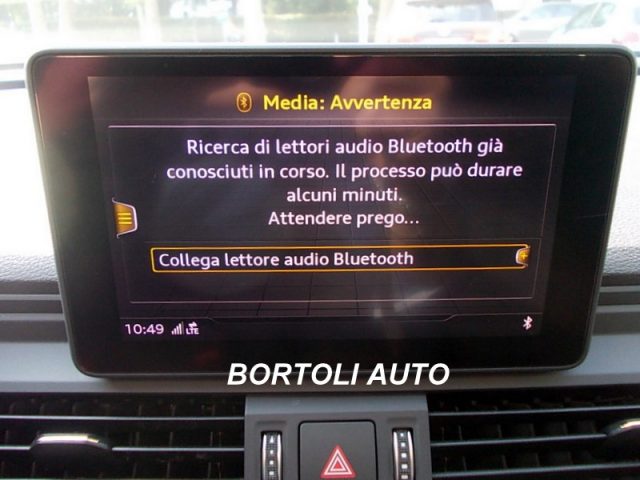 Media: Avvertenza
Ricerca di lettori audio Bluetooth già
conosciuti in corso. Il processo può durare
alcuni minuti.
Attendere prego...
Collega lettore audio Bluetooth
10:49 LTE
BORTOLI AUTO